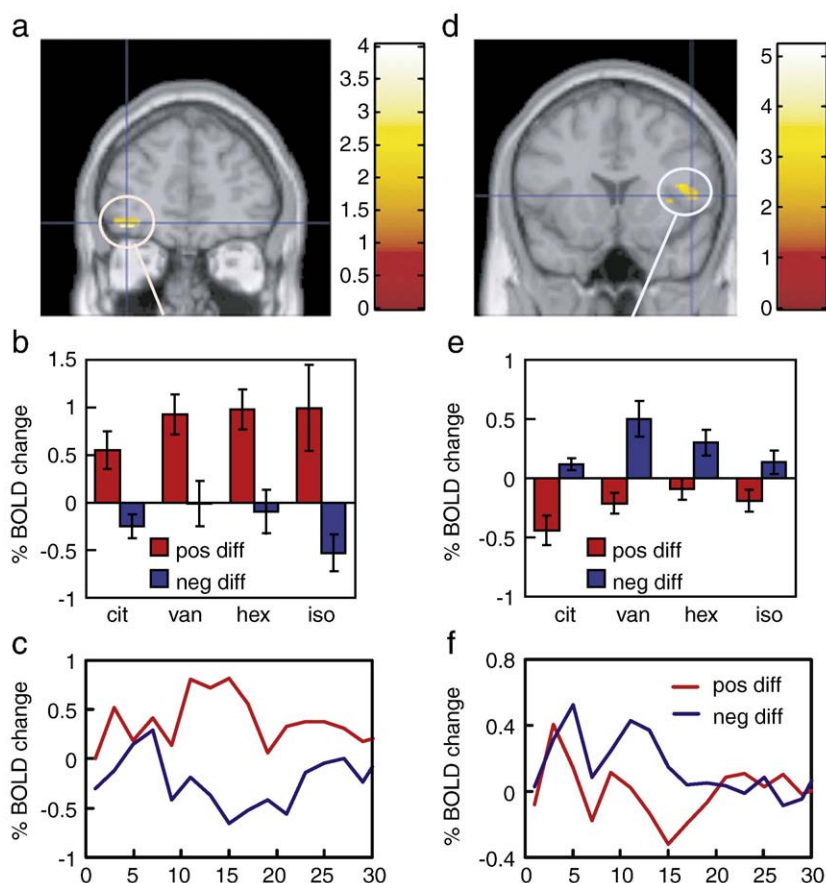 a
4
3.5
3
2.5
2
1.5
1
0.5
0
d
5
4
3
2
1
0
b
% BOLD change
1.5
1
0.5
0
-0.5
-1
pos diff
neg diff
cit van hex iso
e
% BOLD change
1
0.5
0
-0.5
-1
pos diff
neg diff
cit van hex iso
c
% BOLD change
1
0.5
0
-0.5
-1
0 5 10 15 20 25 30
f
% BOLD change
0.8
0.4
0
-0.4
pos diff
neg diff
0 5 10 15 20 25 30